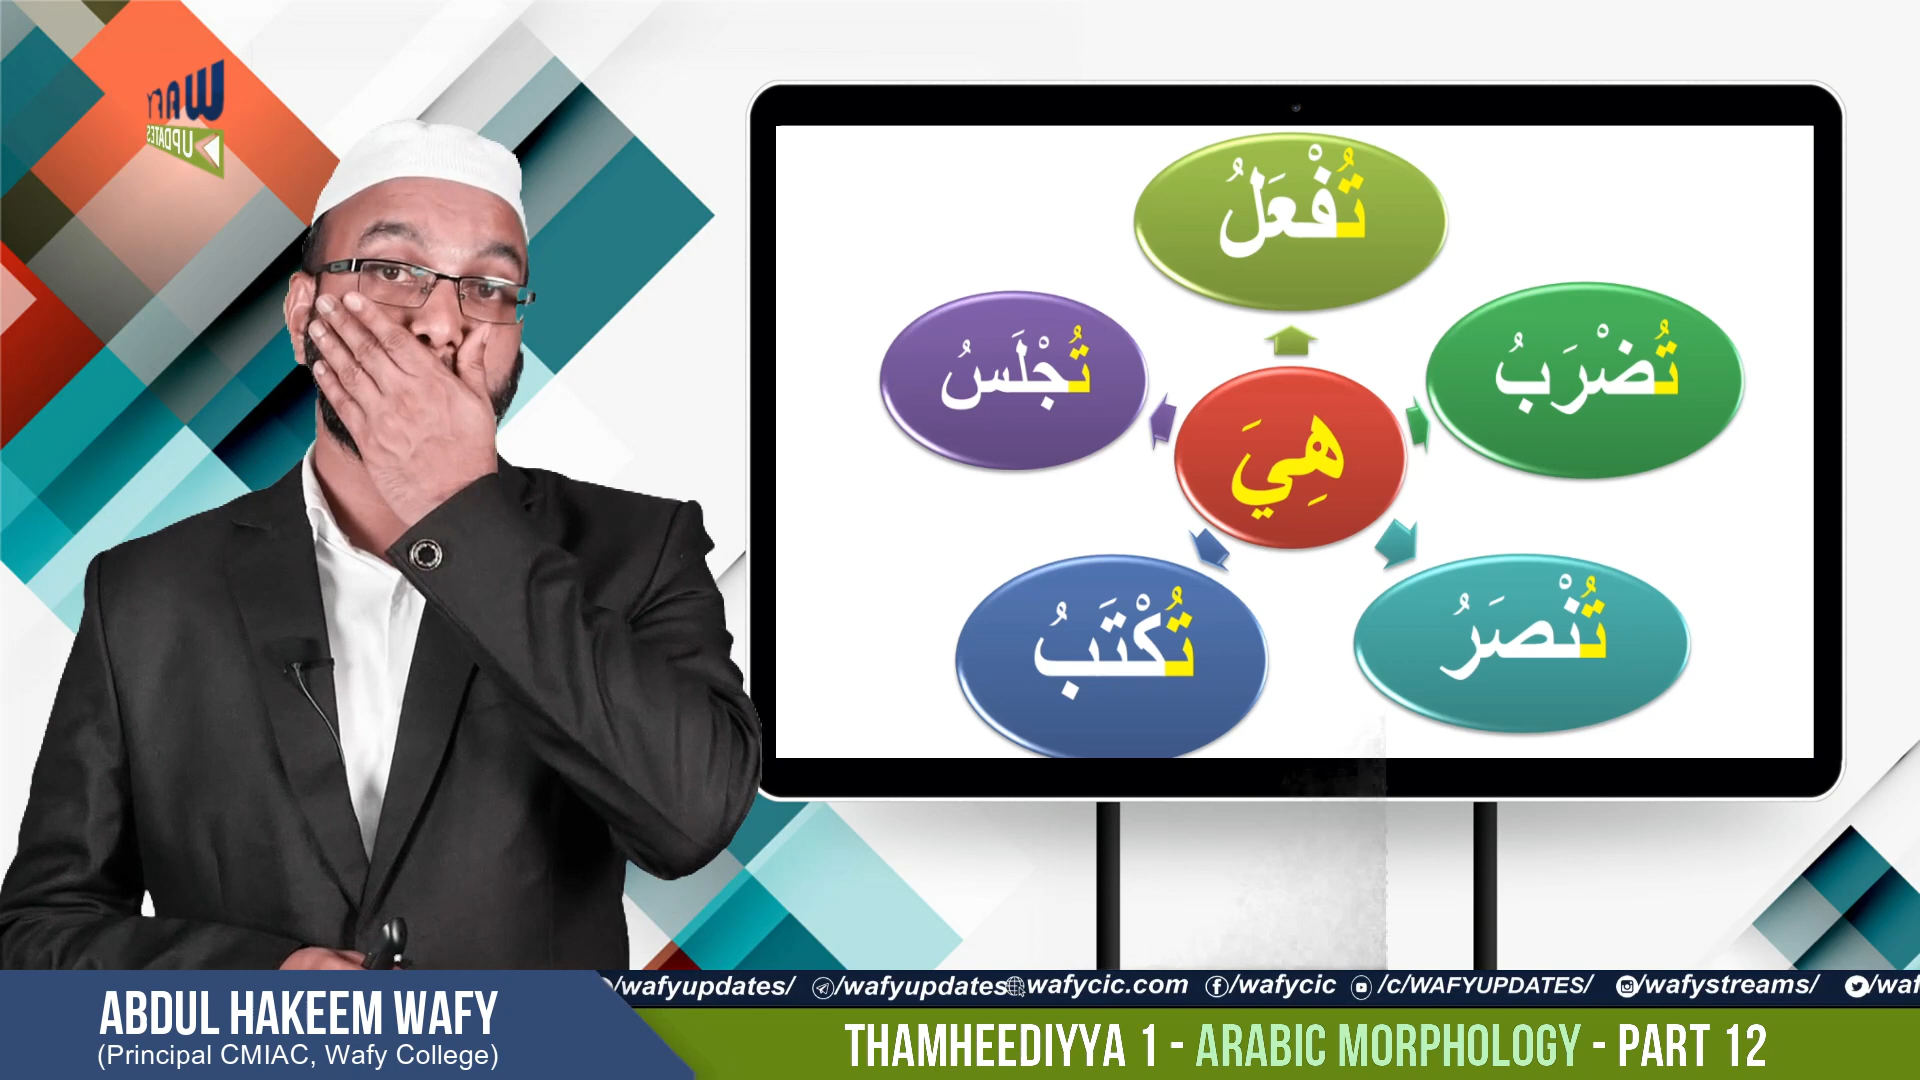 WAFY
UPDATES
تُفْعَلُ
تُجْلَسُ
تُضْرَبُ
هِيَ
تُكْتَبُ
تُنْصَرُ
/wafyupdates/ /wafyupdates wafycic.com /wafycic /c/WAFYUPDATES/ /wafystreams/ /waf
ABDUL HAKEEM WAFY
(Principal CMIAC, Wafy College)
THAMHEEDIYYA 1 - ARABIC MORPHOLOGY - PART 12